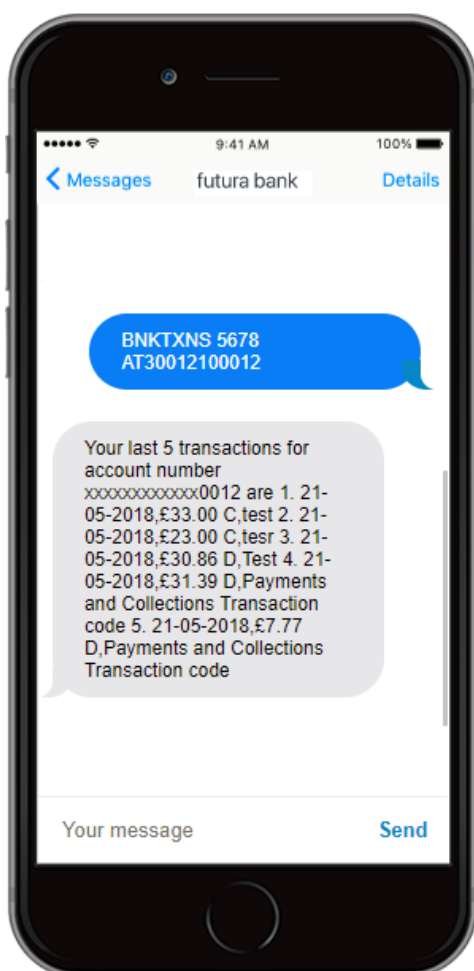 9:41 AM
100%
Messages
futura bank
Details
BNKTXNS 5678
AT30012100012
Your last 5 transactions for
account number
xxxxxxxxxxxx0012 are 1. 21-
05-2018,£33.00 C,test 2. 21-
05-2018,£23.00 C,tesr 3. 21-
05-2018,£30.86 D,Test 4. 21-
05-2018,£31.39 D,Payments
and Collections Transaction
code 5. 21-05-2018,£7.77
D,Payments and Collections
Transaction code
Your message
Send